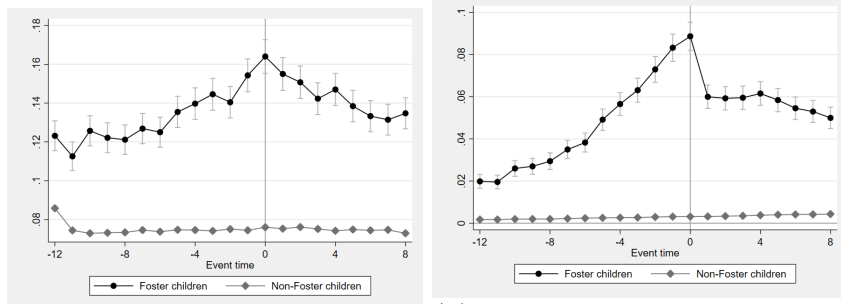 .18
.16
.14
.12
.1
.08
-12 -8 -4 0 4 8
Event time
Foster children Non-Foster children
.1
.08
.06
.04
.02
0
-12 -8 -4 0 4 8
Event time
Foster children Non-Foster children